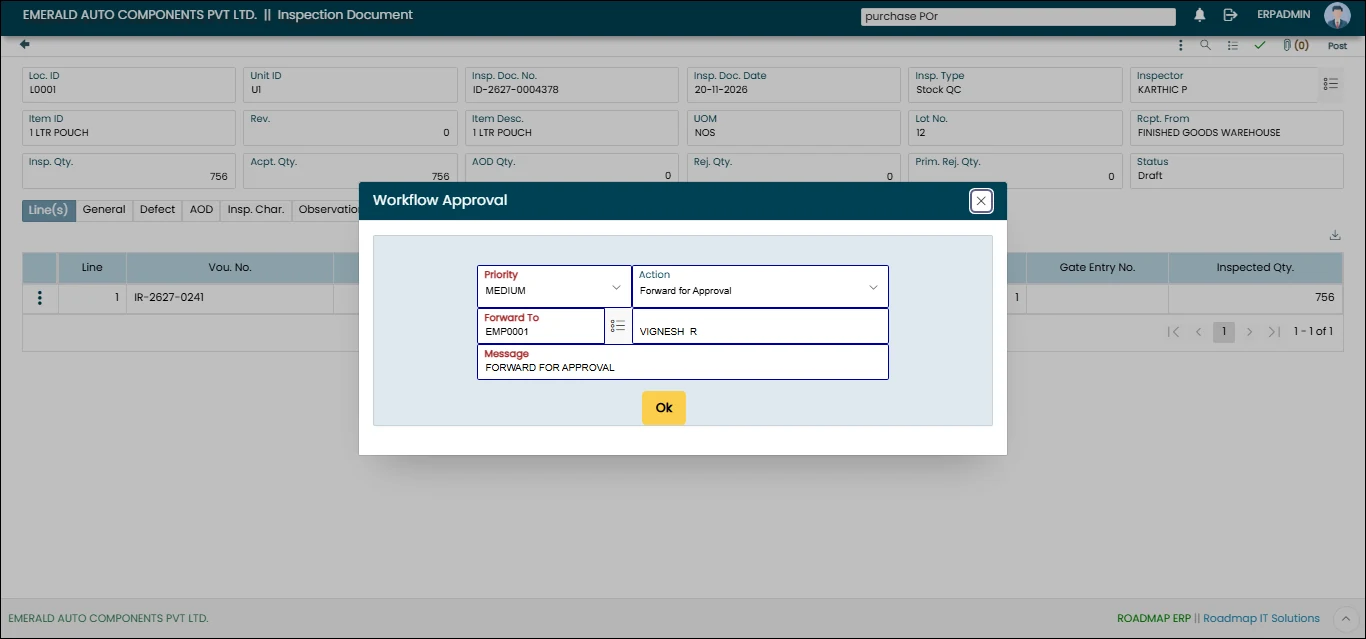 EMERALD AUTO COMPONENTS PVT LTD. || Inspection Document
purchase POr
ERPADMIN
(0)
Post
Loc. ID
L0001
Unit ID
U1
Insp. Doc. No.
ID-2627-0004378
Insp. Doc. Date
20-11-2026
Insp. Type
Stock QC
Inspector
KARTHIC P
Item ID
1 LTR POUCH
Rev.
0
Item Desc.
1 LTR POUCH
UOM
NOS
Lot No.
12
Rcpt. From
FINISHED GOODS WAREHOUSE
Insp. Qty.
756
Acpt. Qty.
756
AOD Qty.
0
Rej. Qty.
0
Prim. Rej. Qty.
0
Status
Draft
Line(s) General Defect AOD Insp. Char. Observation
Line Vou. No. Gate Entry No. Inspected Qty.
1 IR-2627-0241 1 756
1 1 - 1 of 1
Workflow Approval
Priority
MEDIUM
Action
Forward for Approval
Forward To
EMP0001
VIGNESH R
Message
FORWARD FOR APPROVAL
Ok
EMERALD AUTO COMPONENTS PVT LTD.
ROADMAP ERP || Roadmap IT Solutions